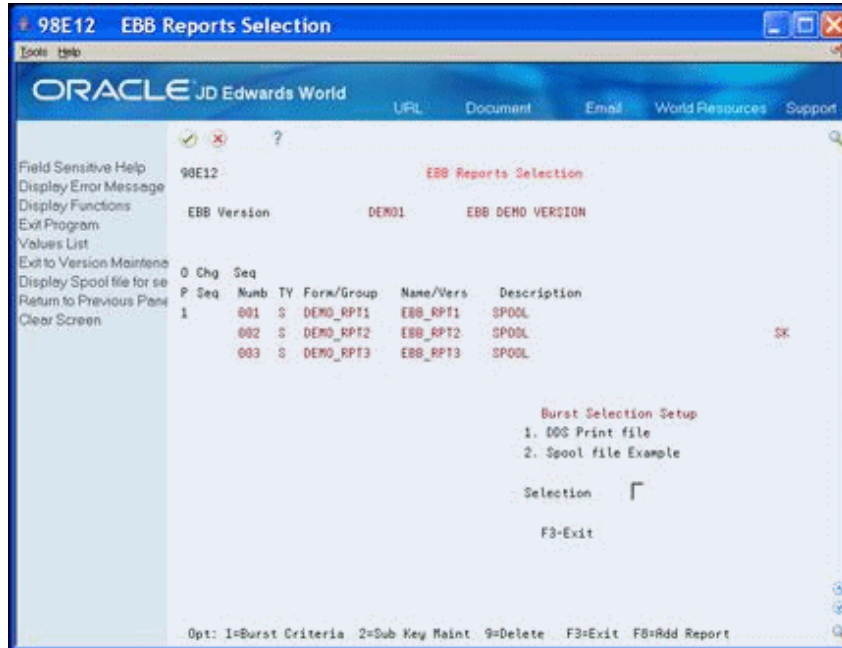 98E12 EBB Reports Selection
Tools Help
ORACLE JD Edwards World
URL Document Email World Resources Support
?
Field Sensitive Help
Display Error Message
Display Functions
Exit Program
Values List
Exit to Version Maintena
Display Spool file for se
Return to Previous Pane
Clear Screen
98E12 EBB Reports Selection
EBB Version DEMO1 EBB DEMO VERSION
O Chg Seq
P Seq Numb TY Form/Group Name/Vers Description
1 001 S DEMO_RPT1 EBB_RPT1 SPOOL
002 S DEMO_RPT2 EBB_RPT2 SPOOL SK
003 S DEMO_RPT3 EBB_RPT3 SPOOL
Burst Selection Setup
1. DDS Print file
2. Spool file Example
Selection
F3-Exit
Opt: 1=Burst Criteria 2=Sub Key Maint 9=Delete F3=Exit F8=Add Report